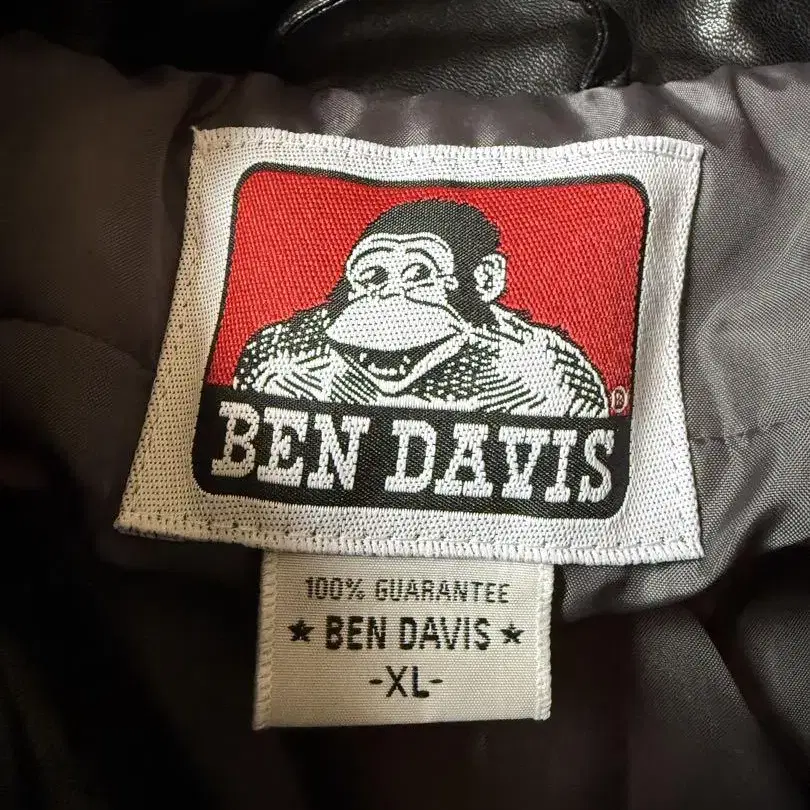 BEN DAVIS®
100% GUARANTEE
★ BEN DAVIS ★
-XL-